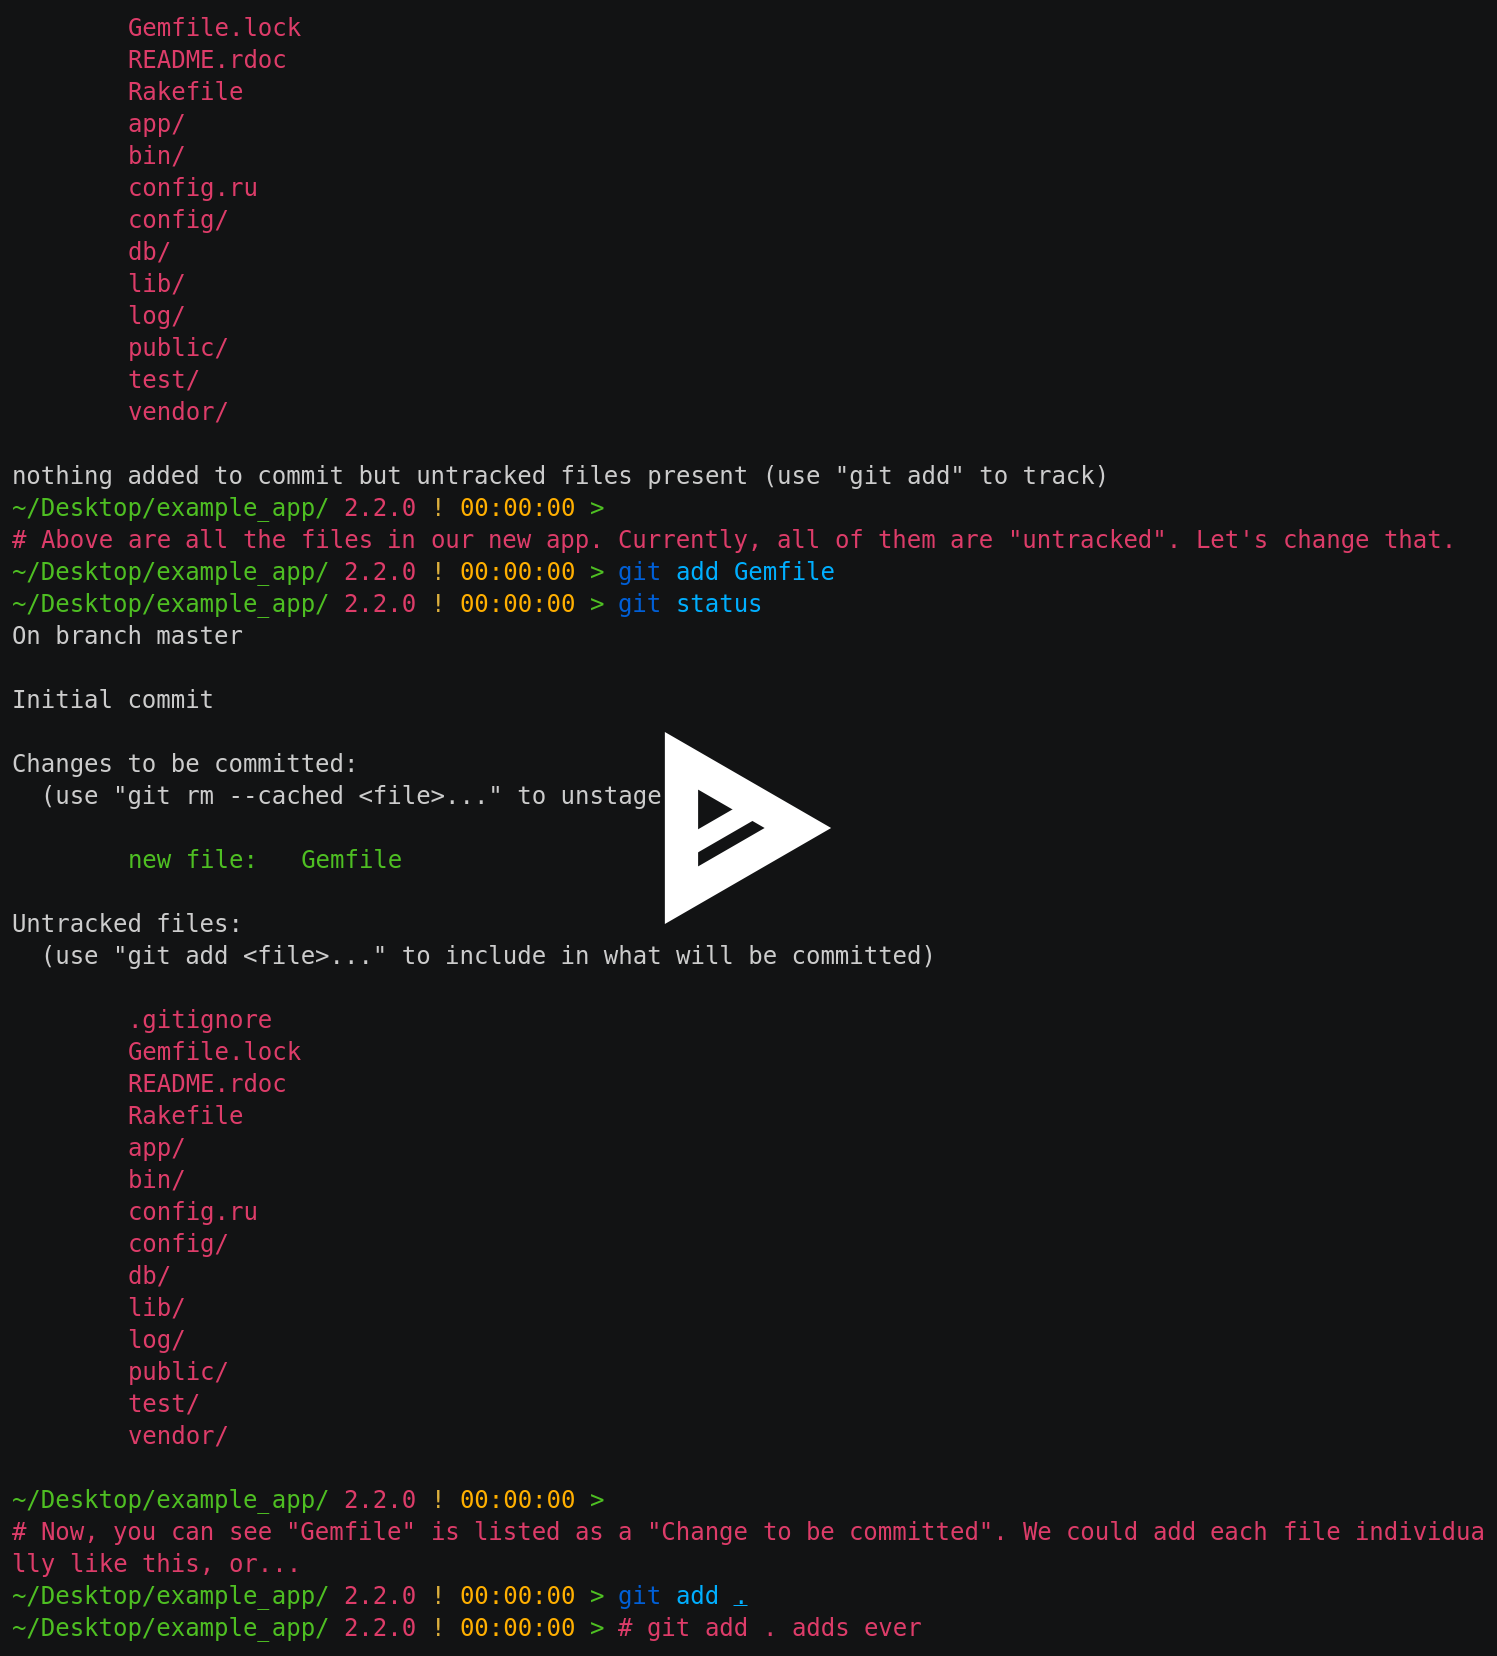 Gemfile.lock
README.rdoc
Rakefile
app/
bin/
config.ru
config/
db/
lib/
log/
public/
test/
vendor/
nothing added to commit but untracked files present (use "git add" to track)
~/Desktop/example_app/ 2.2.0 ! 00:00:00 >
# Above are all the files in our new app. Currently, all of them are "untracked". Let's change that.
~/Desktop/example_app/ 2.2.0 ! 00:00:00 > git add Gemfile
~/Desktop/example_app/ 2.2.0 ! 00:00:00 > git status
On branch master
Initial commit
Changes to be committed:
(use "git rm --cached <file>..." to unstage
new file:   Gemfile
Untracked files:
(use "git add <file>..." to include in what will be committed)
.gitignore
Gemfile.lock
README.rdoc
Rakefile
app/
bin/
config.ru
config/
db/
lib/
log/
public/
test/
vendor/
~/Desktop/example_app/ 2.2.0 ! 00:00:00 >
# Now, you can see "Gemfile" is listed as a "Change to be committed". We could add each file individua
lly like this, or...
~/Desktop/example_app/ 2.2.0 ! 00:00:00 > git add .
~/Desktop/example_app/ 2.2.0 ! 00:00:00 > # git add . adds ever